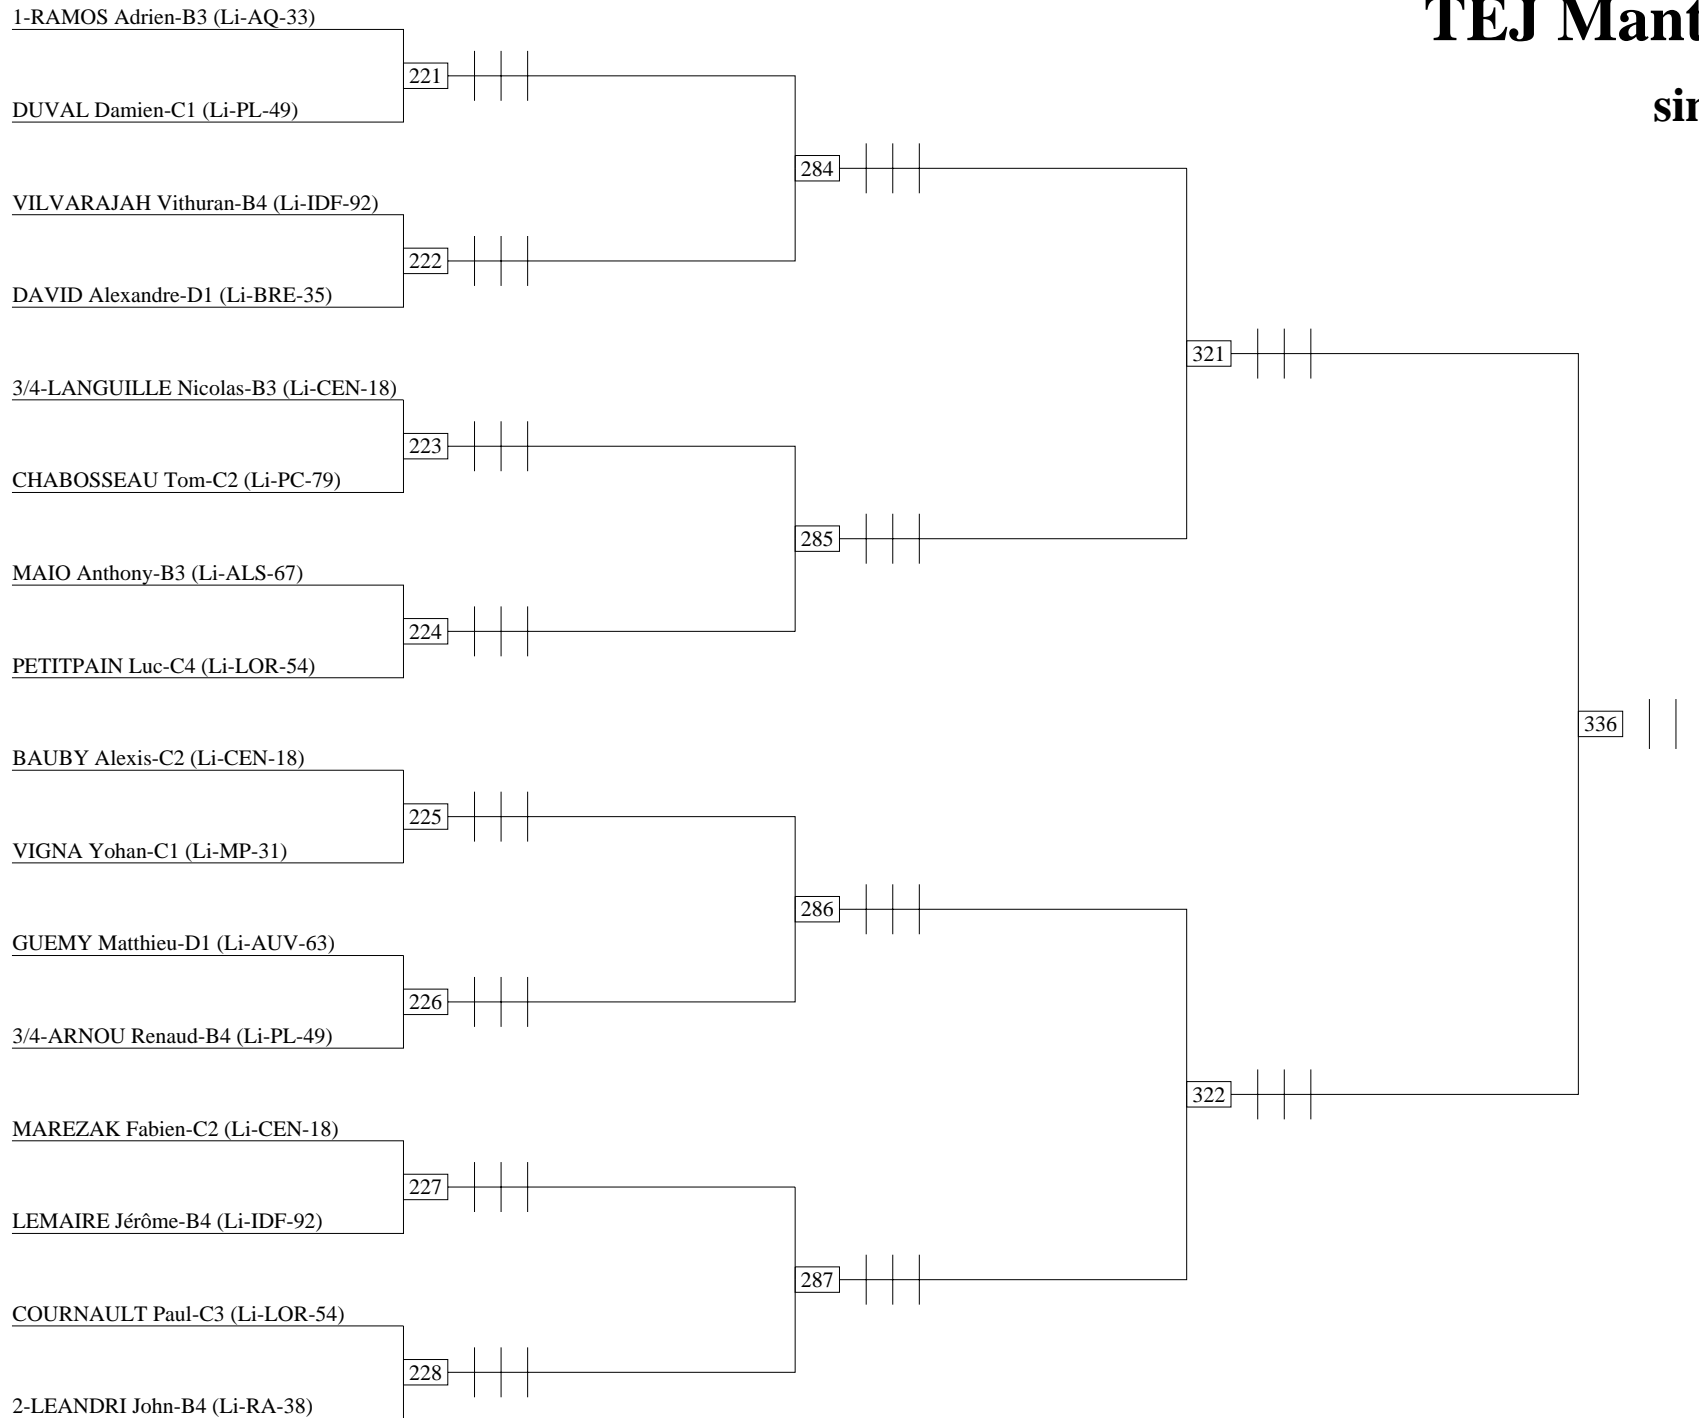 1-RAMOS Adrien-B3 (Li-AQ-33)
TEJ Mant
221
sin
DUVAL Damien-C1 (Li-PL-49)
284
VILVARAJAH Vithuran-B4 (Li-IDF-92)
222
DAVID Alexandre-D1 (Li-BRE-35)
321
3/4-LANGUILLE Nicolas-B3 (Li-CEN-18)
223
CHABOSSEAU Tom-C2 (Li-PC-79)
285
MAIO Anthony-B3 (Li-ALS-67)
224
PETITPAIN Luc-C4 (Li-LOR-54)
336
BAUBY Alexis-C2 (Li-CEN-18)
225
VIGNA Yohan-C1 (Li-MP-31)
286
GUEMY Matthieu-D1 (Li-AUV-63)
226
3/4-ARNOU Renaud-B4 (Li-PL-49)
322
MAREZAK Fabien-C2 (Li-CEN-18)
227
LEMAIRE Jérôme-B4 (Li-IDF-92)
287
COURNAULT Paul-C3 (Li-LOR-54)
228
2-LEANDRI John-B4 (Li-RA-38)